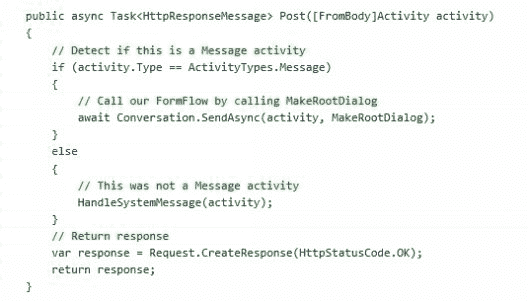 public async Task<HttpResponseMessage> Post([FromBody]Activity activity)
{
// Detect if this is a Message activity
if (activity.Type == ActivityTypes.Message)
{
// Call our FormFlow by calling MakeRootDialog
await Conversation.SendAsync(activity, MakeRootDialog);
}
else
{
// This was not a Message activity
HandleSystemMessage(activity);
}
// Return response
var response = Request.CreateResponse(HttpStatusCode.OK);
return response;
}